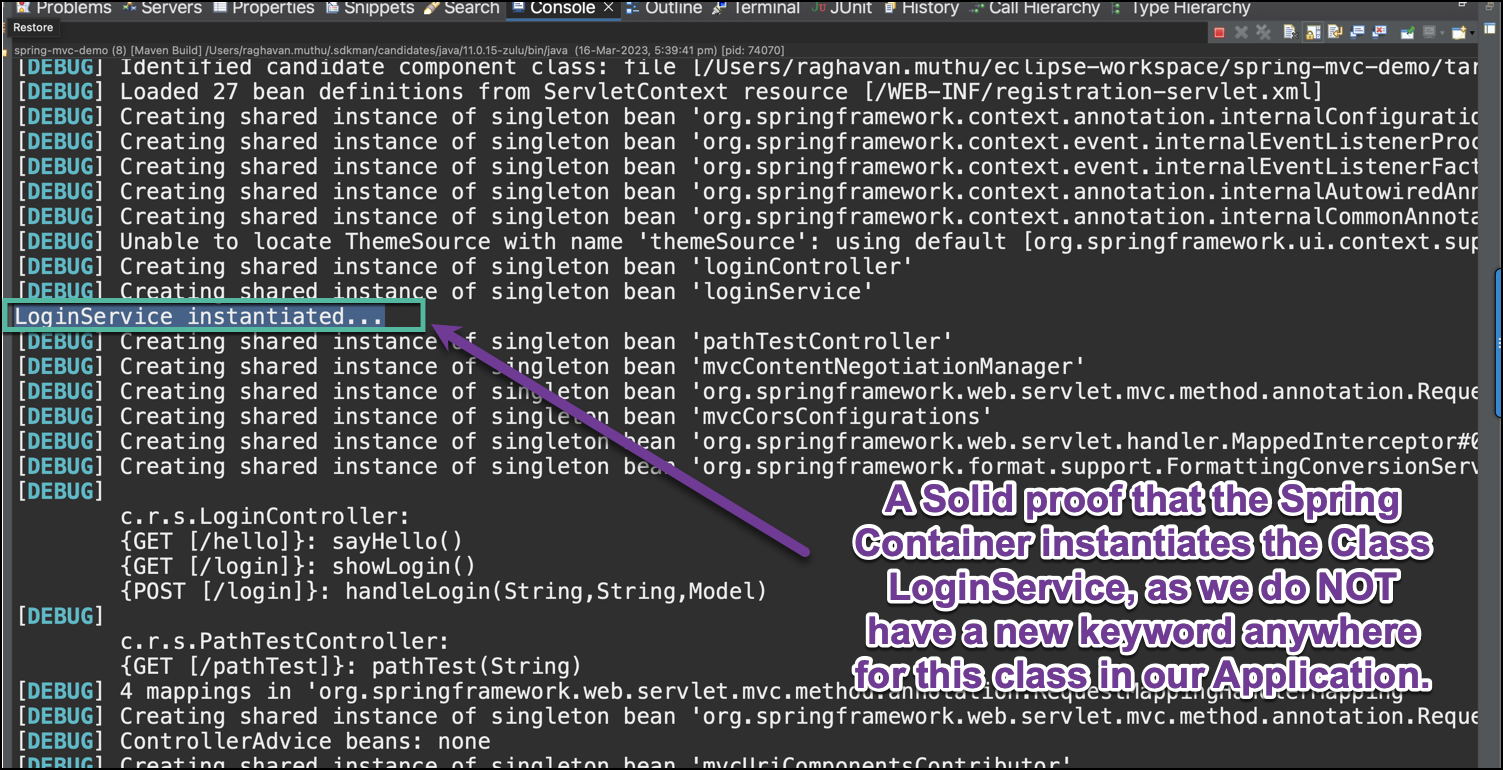 Problems Servers Properties Snippets Search Console Outline Terminal JUnit History Call Hierarchy Type Hierarchy
Restore
spring-mvc-demo (8) [Maven Build] /Users/raghavan.muthu/.sdkman/candidates/java/11.0.15-zulu/bin/java (16-Mar-2023, 5:39:41 pm) [pid: 74070]
[DEBUG] Identified candidate component class: file [/Users/raghavan.muthu/eclipse-workspace/spring-mvc-demo/tar
[DEBUG] Loaded 27 bean definitions from ServletContext resource [/WEB-INF/registration-servlet.xml]
[DEBUG] Creating shared instance of singleton bean 'org.springframework.context.annotation.internalConfiguratio
[DEBUG] Creating shared instance of singleton bean 'org.springframework.context.event.internalEventListenerProc
[DEBUG] Creating shared instance of singleton bean 'org.springframework.context.event.internalEventListenerFact
[DEBUG] Creating shared instance of singleton bean 'org.springframework.context.annotation.internalAutowiredAnn
[DEBUG] Creating shared instance of singleton bean 'org.springframework.context.annotation.internalCommonAnnota
[DEBUG] Unable to locate ThemeSource with name 'themeSource': using default [org.springframework.ui.context.sup
[DEBUG] Creating shared instance of singleton bean 'loginController'
[DEBUG] Creating shared instance of singleton bean 'loginService'
LoginService instantiated...
[DEBUG] Creating shared instance of singleton bean 'pathTestController'
[DEBUG] Creating shared instance of singleton bean 'mvcContentNegotiationManager'
[DEBUG] Creating shared instance of singleton bean 'org.springframework.web.servlet.mvc.method.annotation.Reque
[DEBUG] Creating shared instance of singleton bean 'mvcCorsConfigurations'
[DEBUG] Creating shared instance of singleton bean 'org.springframework.web.servlet.handler.MappedInterceptor#0
[DEBUG] Creating shared instance of singleton bean 'org.springframework.format.support.FormattingConversionServ
[DEBUG]
c.r.s.LoginController:
{GET [/hello]}: sayHello()
{GET [/login]}: showLogin()
{POST [/login]}: handleLogin(String,String,Model)
[DEBUG]
c.r.s.PathTestController:
{GET [/pathTest]}: pathTest(String)
[DEBUG] 4 mappings in 'org.springframework.web.servlet.mvc.method.annotation.RequestMappingHandlerMapping'
[DEBUG] Creating shared instance of singleton bean 'org.springframework.web.servlet.mvc.method.annotation.Reque
[DEBUG] ControllerAdvice beans: none
[DEBUG] Creating shared instance of singleton bean 'mvcUriComponentsContributor'
A Solid proof that the Spring
Container instantiates the Class
LoginService, as we do NOT
have a new keyword anywhere
for this class in our Application.